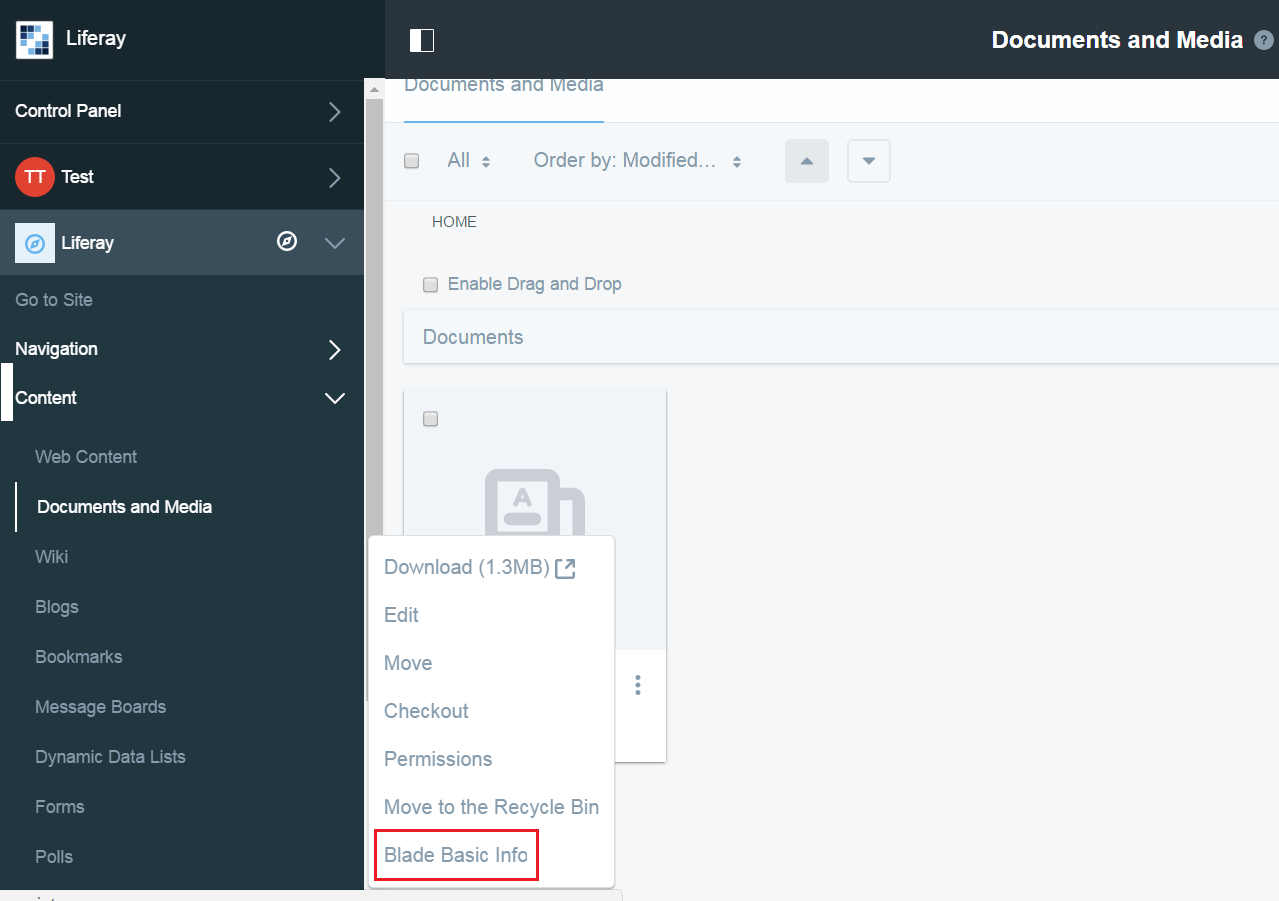 Liferay
Documents and Media
?
Control Panel
TT Test
Liferay
Go to Site
Navigation
Content
Web Content
Documents and Media
Wiki
Blogs
Bookmarks
Message Boards
Dynamic Data Lists
Forms
Polls
Documents and Media
All
Order by: Modified...
HOME
Enable Drag and Drop
Documents
A
Download (1.3MB)
Edit
Move
Checkout
Permissions
Move to the Recycle Bin
Blade Basic Info